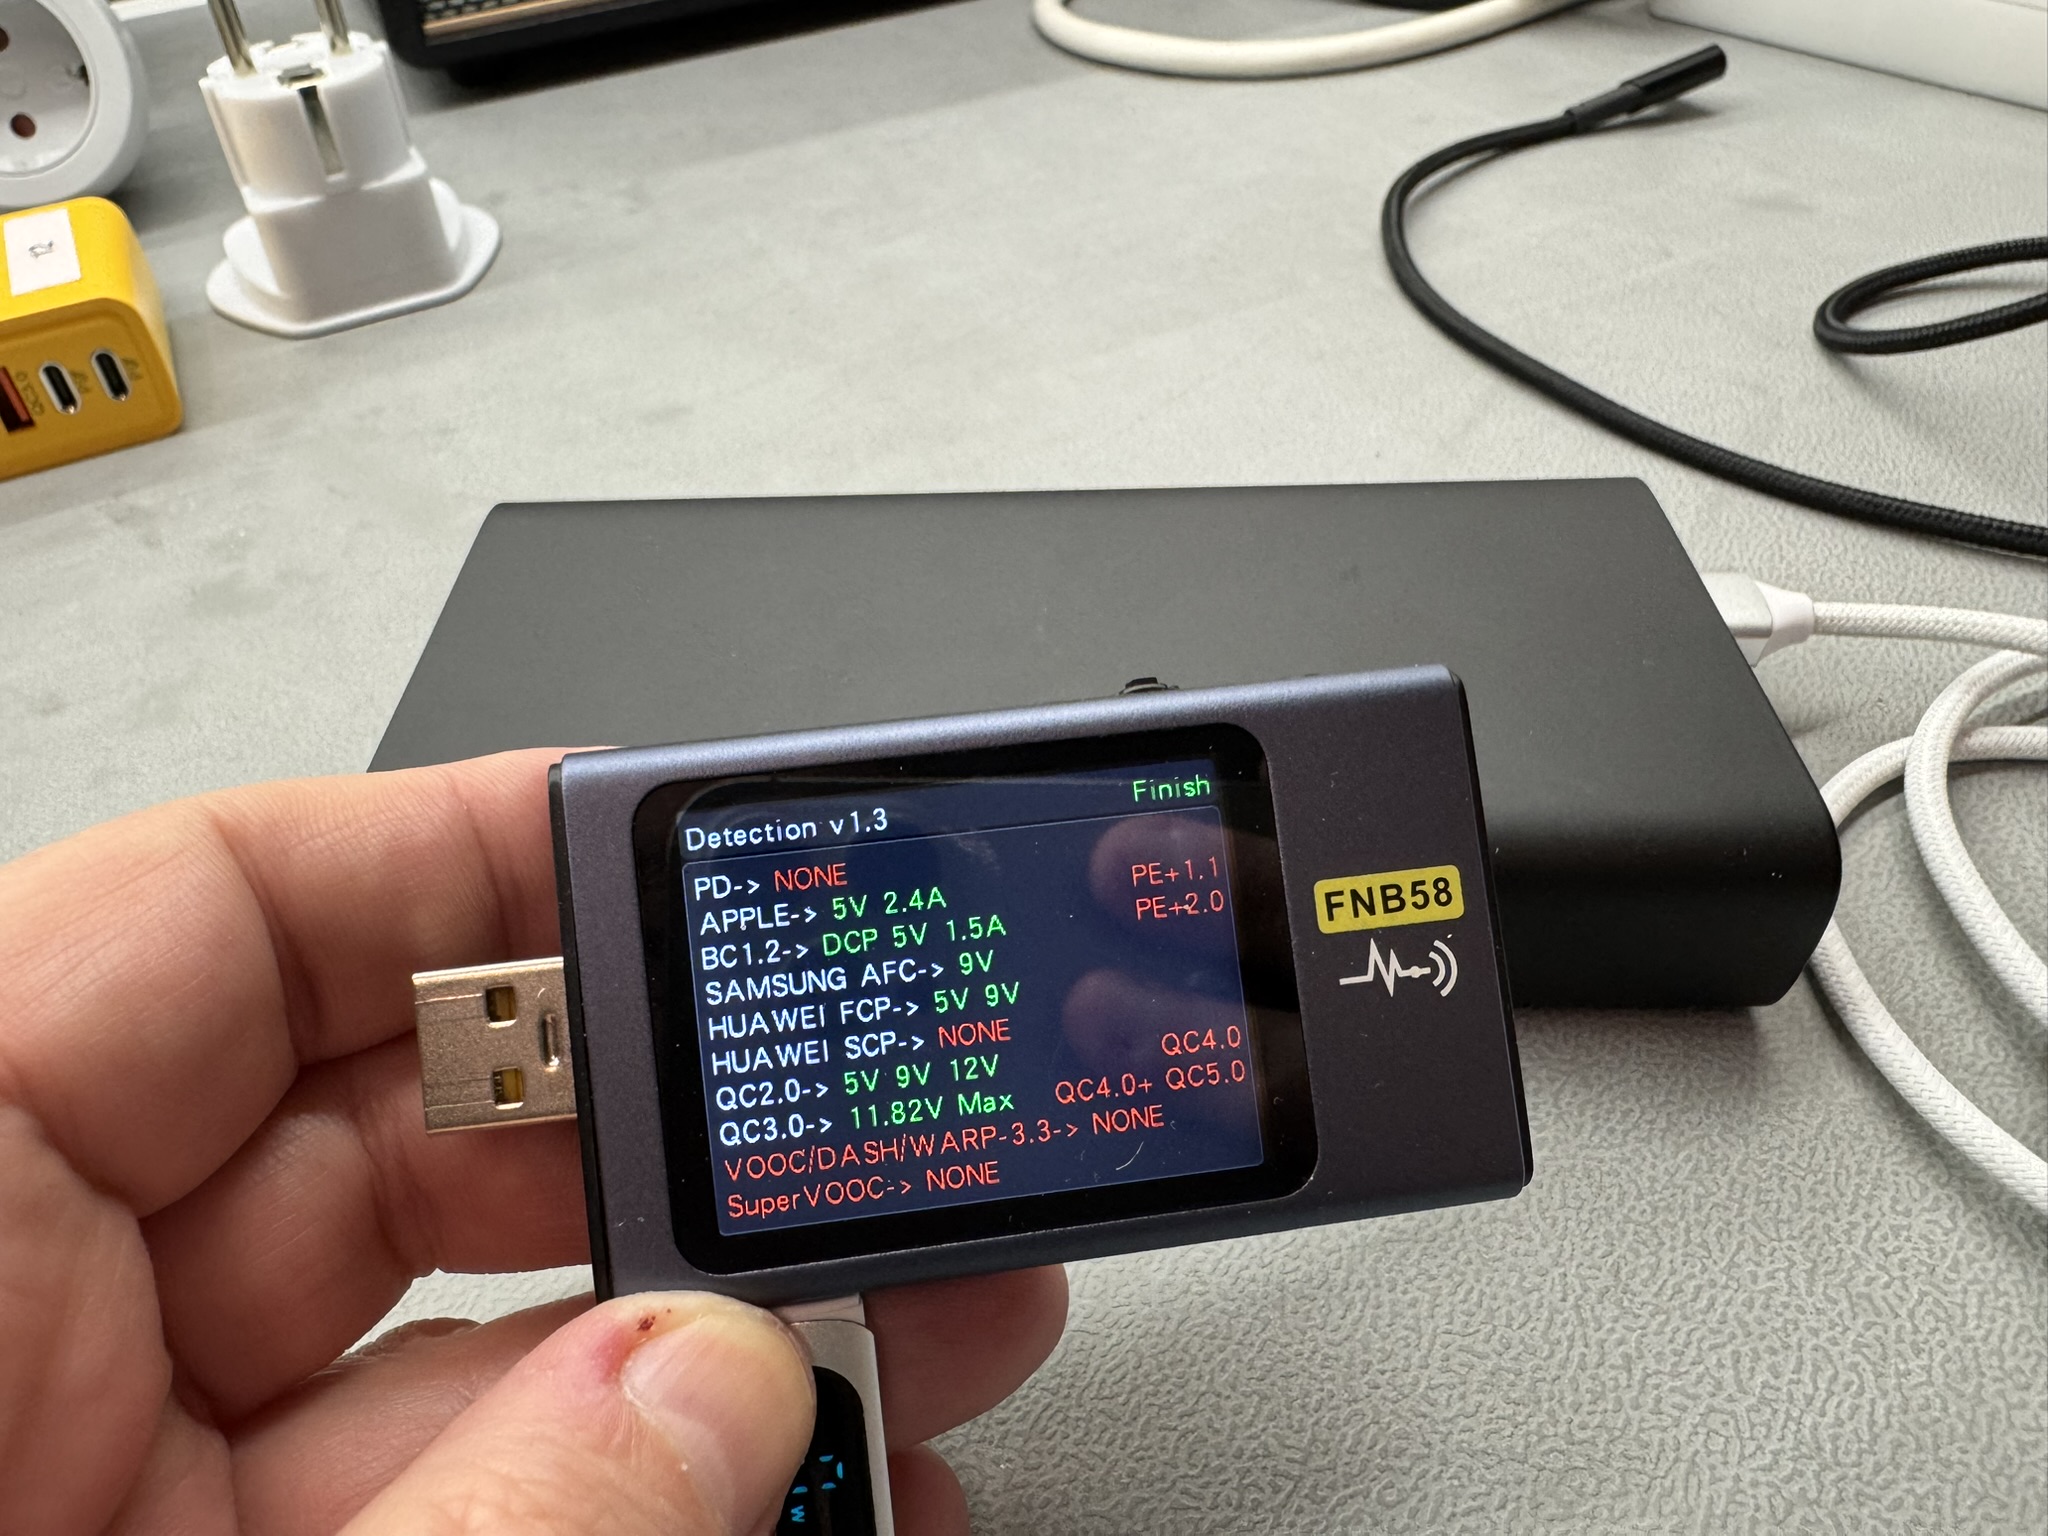 Finish
Detection v1.3
PD-> NONE
PE+1.1
APPLE-> 5V 2.4A
PE+2.0
BC1.2-> DCP 5V 1.5A
SAMSUNG AFC-> 9V
HUAWEI FCP-> 5V 9V
HUAWEI SCP-> NONE
QC4.0
QC2.0-> 5V 9V 12V
QC4.0+ QC5.0
QC3.0-> 11.82V Max
VOOC/DASH/WARP-3.3-> NONE
SuperVOOC-> NONE
FNB58
QC3.0
W